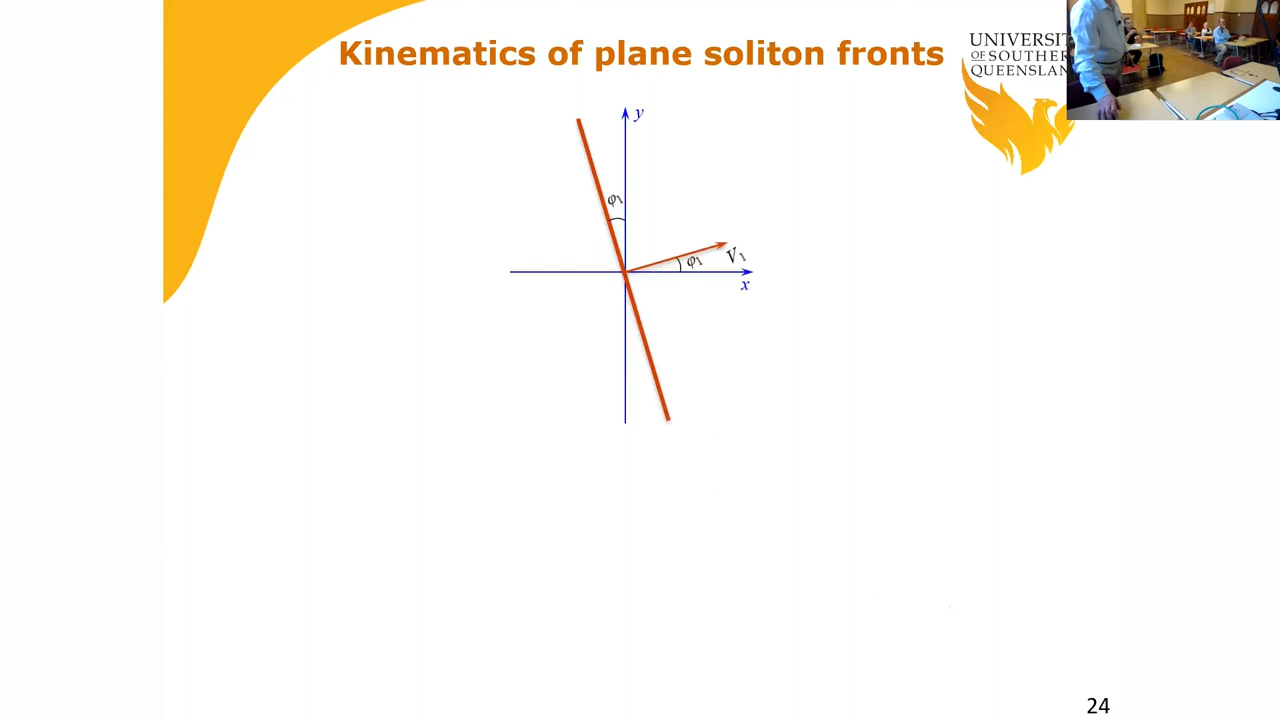 Kinematics of plane soliton fronts
UNIVERSIT
OF SOUTHER
QUEENSLAN
y
φ1
φ1
V1
x
24